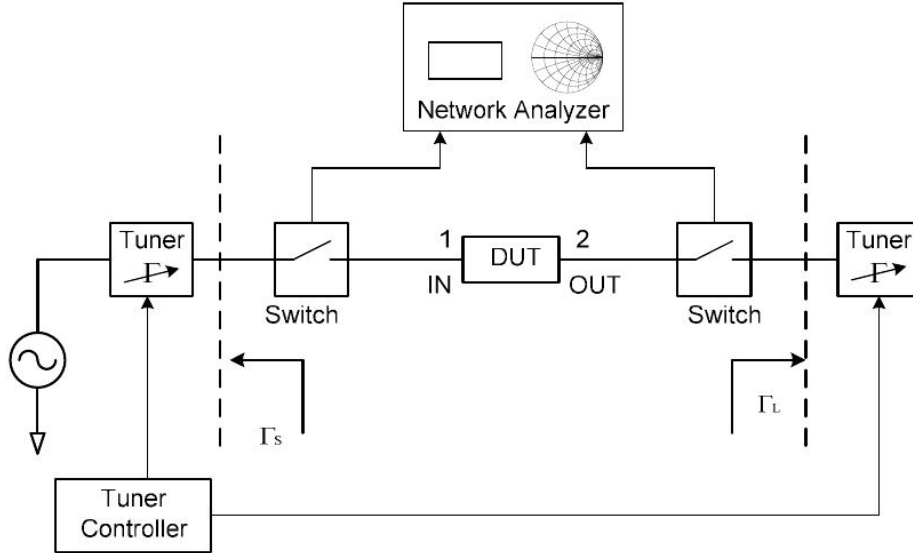 Network Analyzer
Tuner
Γ
1
DUT
2
Tuner
Γ
IN
OUT
Switch
Switch
Γs
ΓL
Tuner
Controller